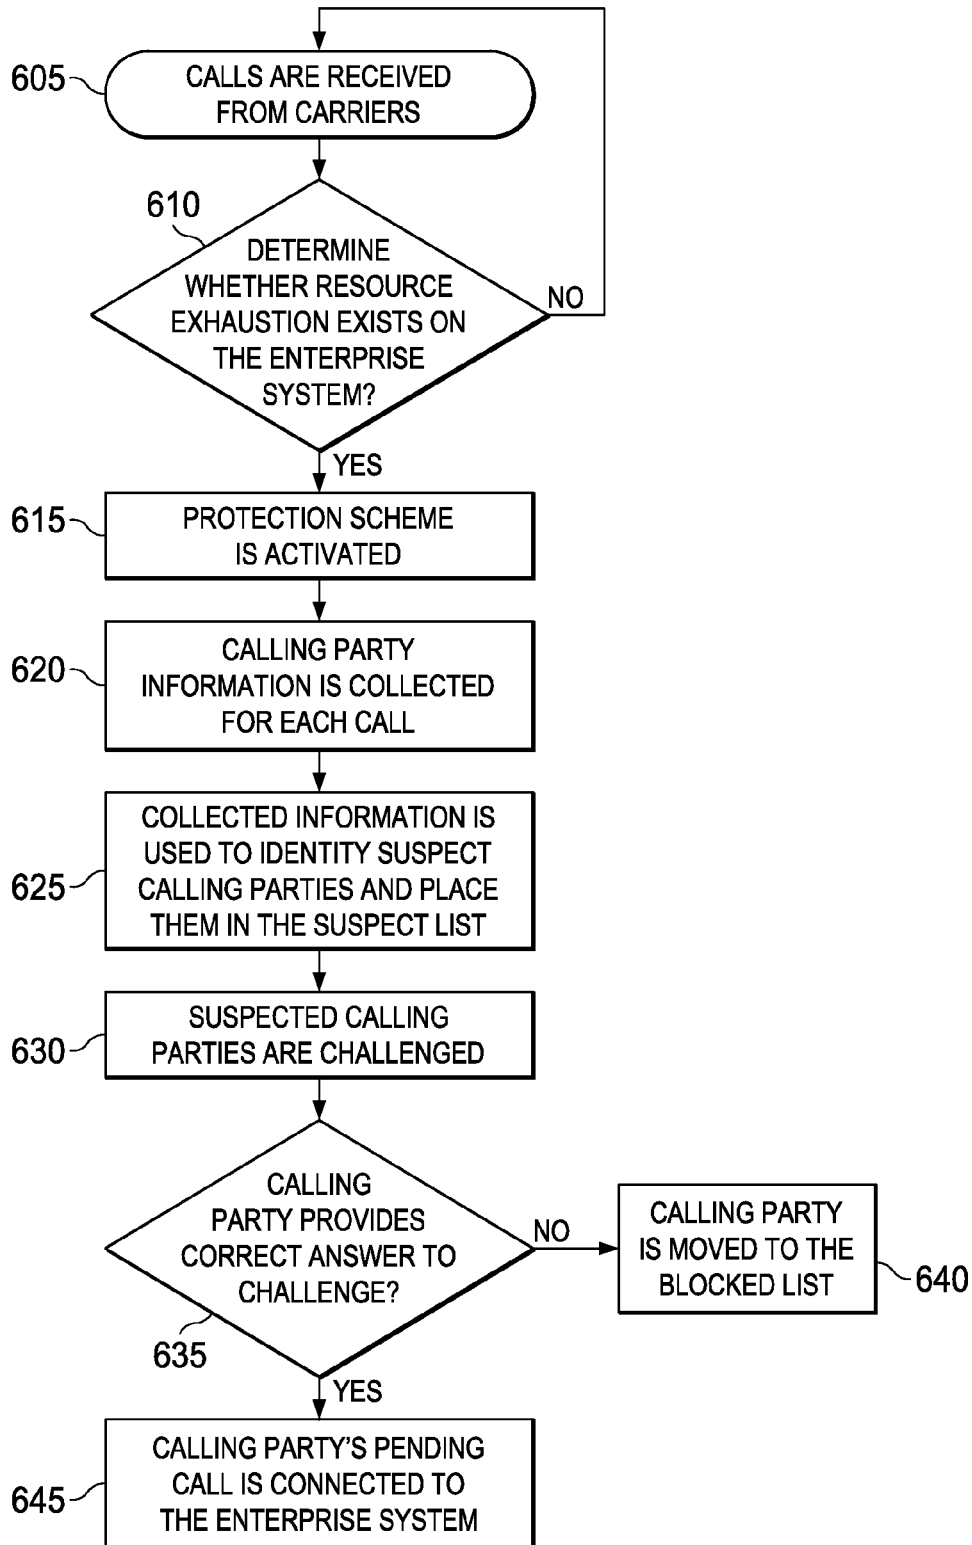 605
CALLS ARE RECEIVED
FROM CARRIERS
610
DETERMINE
WHETHER RESOURCE
EXHAUSTION EXISTS ON
THE ENTERPRISE
SYSTEM?
NO
YES
615
PROTECTION SCHEME
IS ACTIVATED
620
CALLING PARTY
INFORMATION IS COLLECTED
FOR EACH CALL
625
COLLECTED INFORMATION IS
USED TO IDENTITY SUSPECT
CALLING PARTIES AND PLACE
THEM IN THE SUSPECT LIST
630
SUSPECTED CALLING
PARTIES ARE CHALLENGED
CALLING
PARTY PROVIDES
CORRECT ANSWER TO
CHALLENGE?
635
NO
CALLING PARTY
IS MOVED TO THE
BLOCKED LIST
640
YES
645
CALLING PARTY'S PENDING
CALL IS CONNECTED TO
THE ENTERPRISE SYSTEM